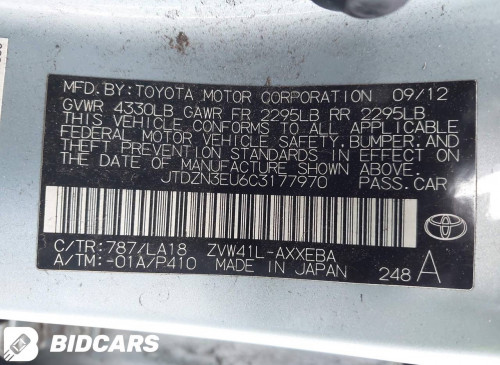 MFD. BY: TOYOTA MOTOR CORPORATION 09/12
GVWR 4330LB GAWR FR 2295LB RR 2295LB
THIS VEHICLE CONFORMS TO ALL APPLICABLE
FEDERAL MOTOR VEHICLE SAFETY, BUMPER, AND
THEFT PREVENTION STANDARDS IN EFFECT ON
THE DATE OF MANUFACTURE SHOWN ABOVE.
JTDZN3EU6C3177970 PASS. CAR
C/TR: 787/LA18 ZVW41L-AXXEBA
A/TM: -01A/P410 MADE IN JAPAN 248 A
BIDCARS